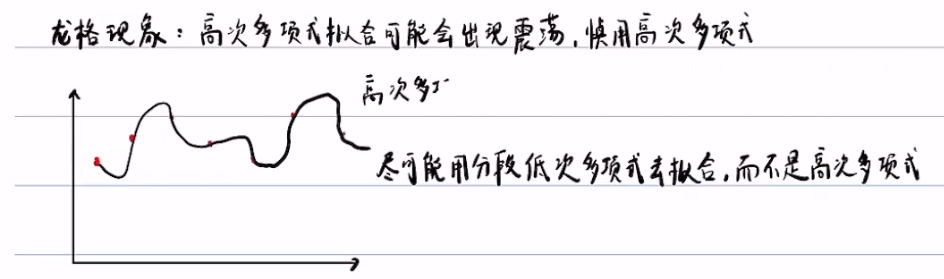 龙格现象：高次多项式拟合可能会出现震荡，慎用高次多项式
高次多
尽可能用分段低次多项式去拟合，而不是高次多项式